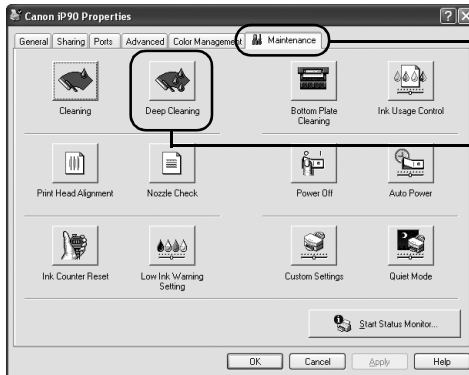 Canon iP90 Properties
General Sharing Ports Advanced Color Management Maintenance
Cleaning Deep Cleaning Bottom Plate Cleaning Ink Usage Control
Print Head Alignment Nozzle Check Power Off Auto Power
Ink Counter Reset Low Ink Warning Setting Custom Settings Quiet Mode
Start Status Monitor...
OK Cancel Apply Help